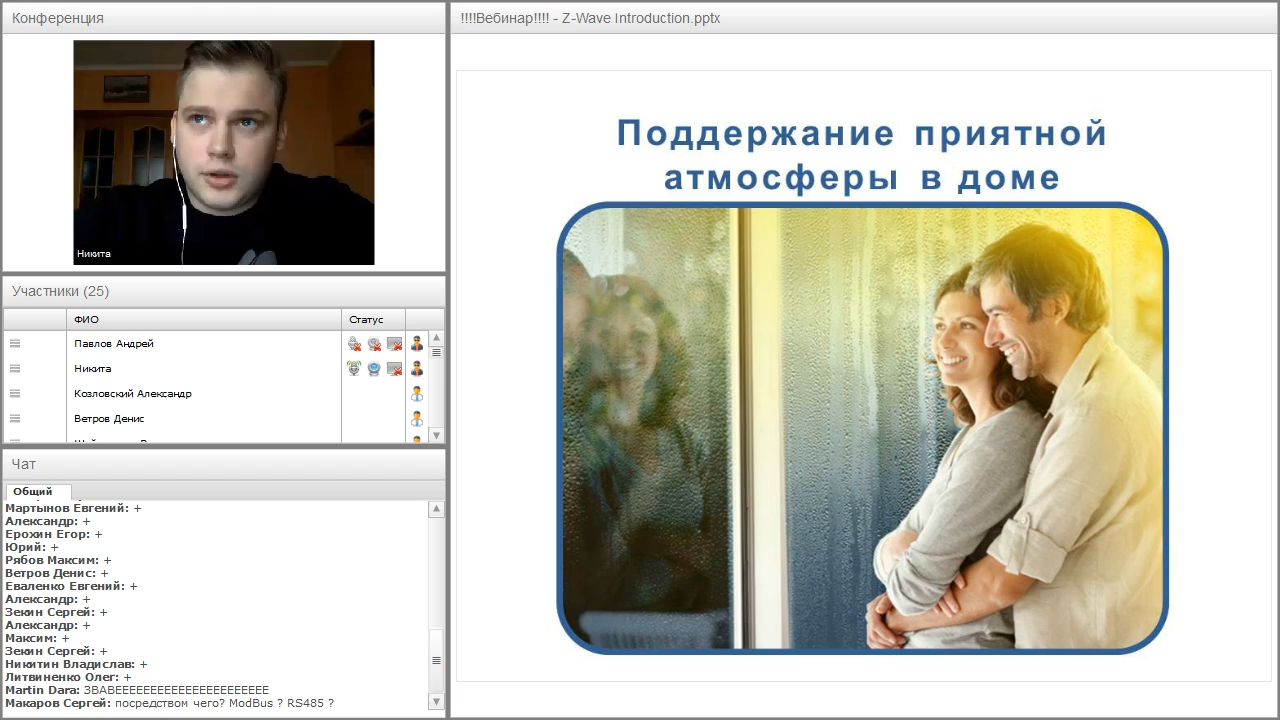 Конференция
Никита
Участники (25)
ФИО Статус
Павлов Андрей
Никита
Козловский Александр
Ветров Денис
Чат
Общий
Мартынов Евгений: +
Александр: +
Ерохин Егор: +
Юрий: +
Рябов Максим: +
Ветров Денис: +
Еваленко Евгений: +
Александр: +
Зекин Сергей: +
Александр: +
Максим: +
Зекин Сергей: +
Никитин Владислав: +
Литвиненко Олег: +
Martin Dara: ЗВАВЕЕЕЕЕЕЕЕЕЕЕЕЕЕЕЕЕЕЕЕЕЕ
Макаров Сергей: посредством чего? ModBus ? RS485 ?
!!!!Вебинар!!!! - Z-Wave Introduction.pptx
Поддержание приятной
атмосферы в доме